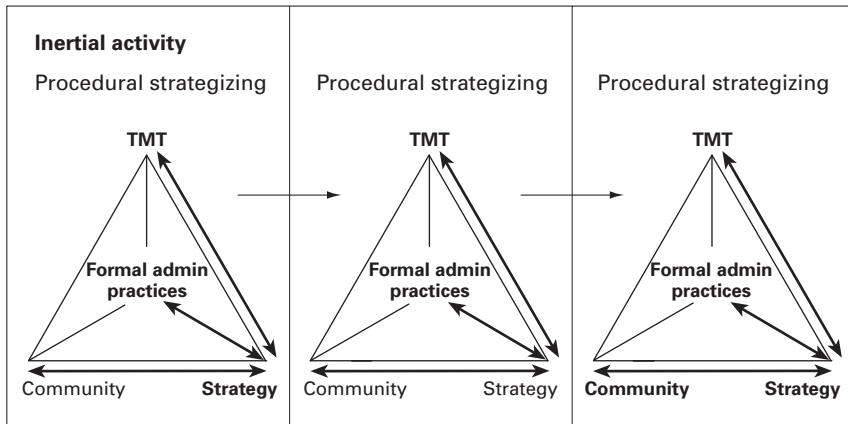 Inertial activity
Procedural strategizing
TMT
Formal admin
practices
Community
Strategy
Procedural strategizing
TMT
Formal admin
practices
Community
Strategy
Procedural strategizing
TMT
Formal admin
practices
Community
Strategy